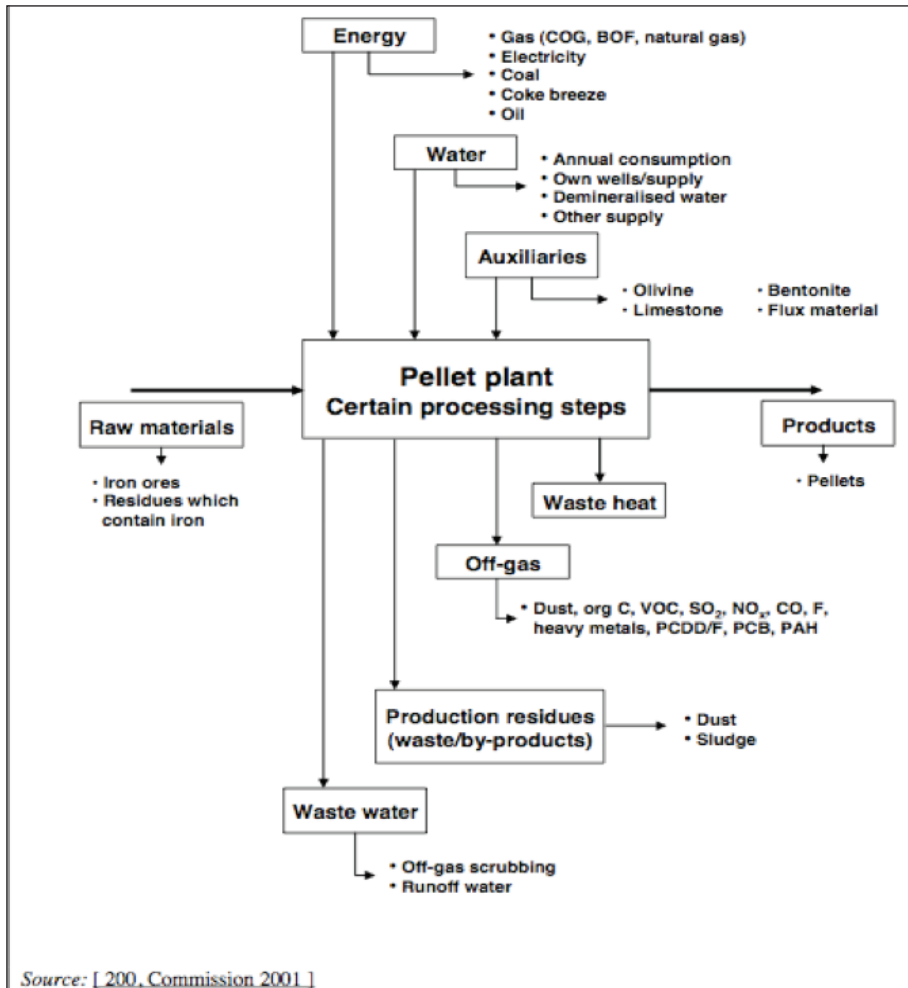 Energy
• Gas (COG, BOF, natural gas)
• Electricity
• Coal
• Coke breeze
• Oil
Water
• Annual consumption
• Own wells/supply
• Demineralised water
• Other supply
Auxiliaries
• Olivine
• Limestone
• Bentonite
• Flux material
Pellet plant
Certain processing steps
Raw materials
• Iron ores
• Residues which
contain iron
Products
• Pellets
Waste heat
Off-gas
• Dust, org C, VOC, SO₂, NOₓ, CO, F,
heavy metals, PCDD/F, PCB, PAH
Production residues
(waste/by-products)
• Dust
• Sludge
Waste water
• Off-gas scrubbing
• Runoff water
Source: [ 200, Commission 2001 ]